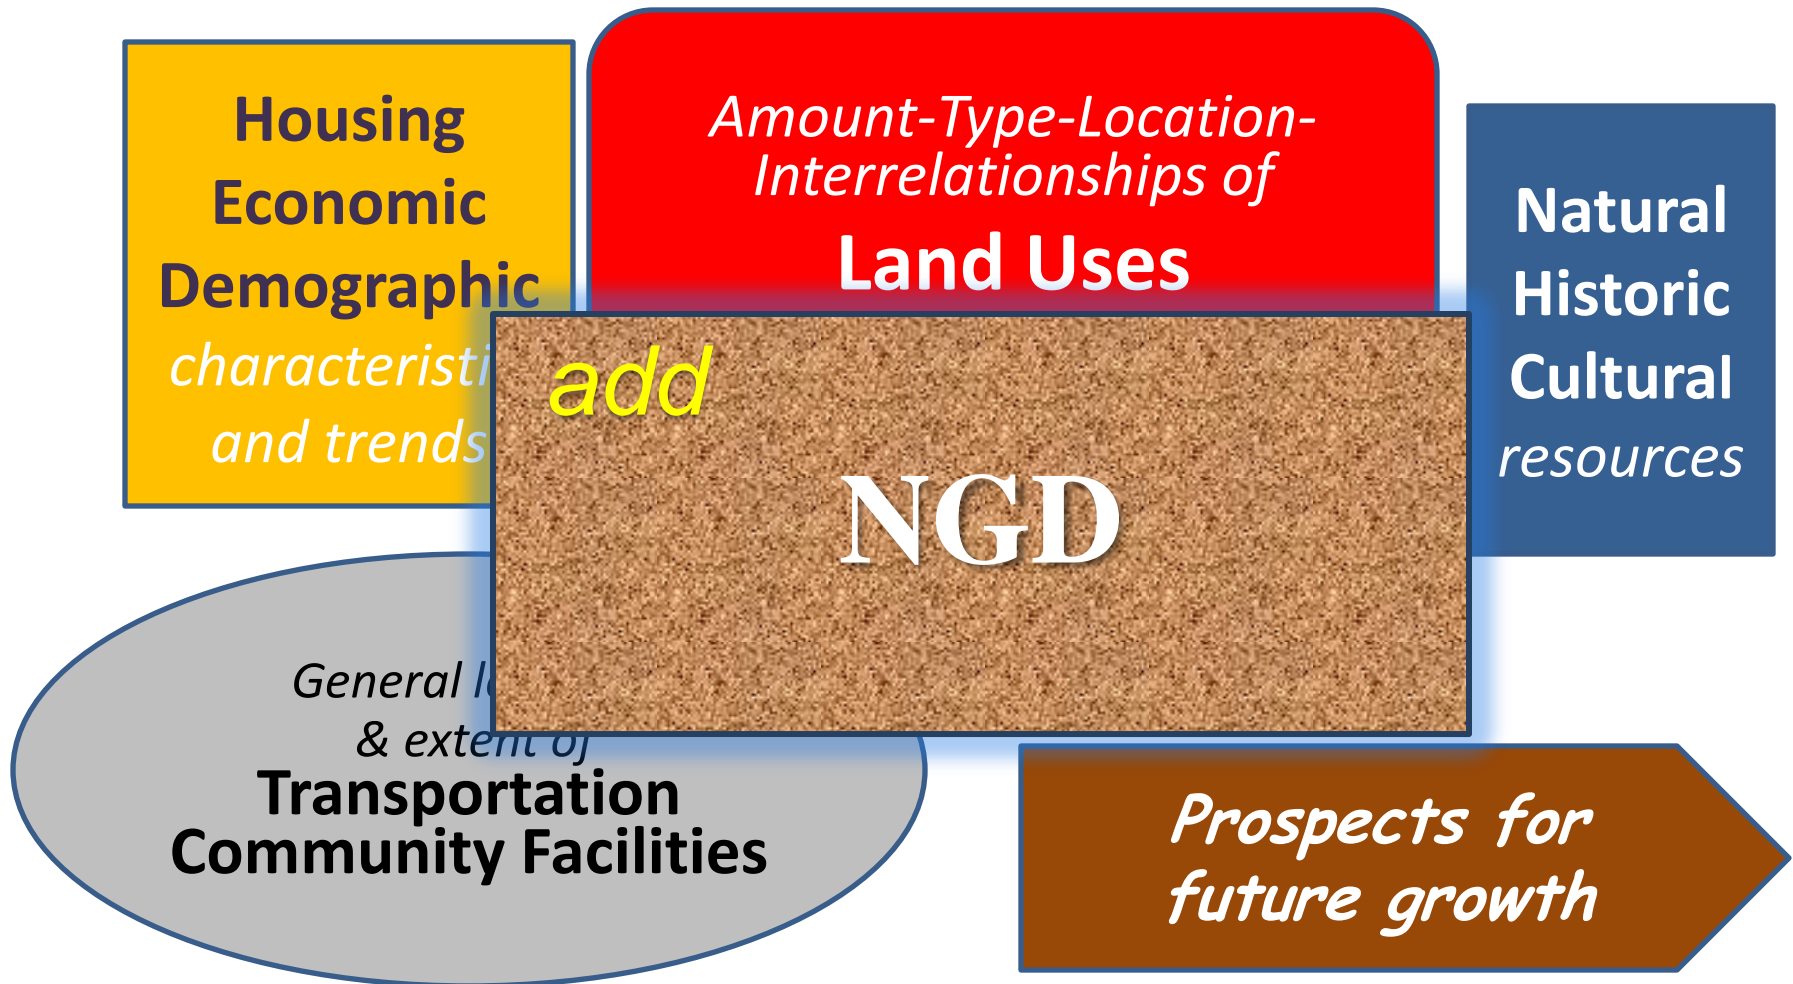 Housing
Economic
Demographic
and trends
Amount-Type-Location-
Interrelationships of
Land Uses
Natural
Historic
Cultural
resources
add
NGD
General
& extent of
Transportation
Community Facilities
Prospects for
future growth